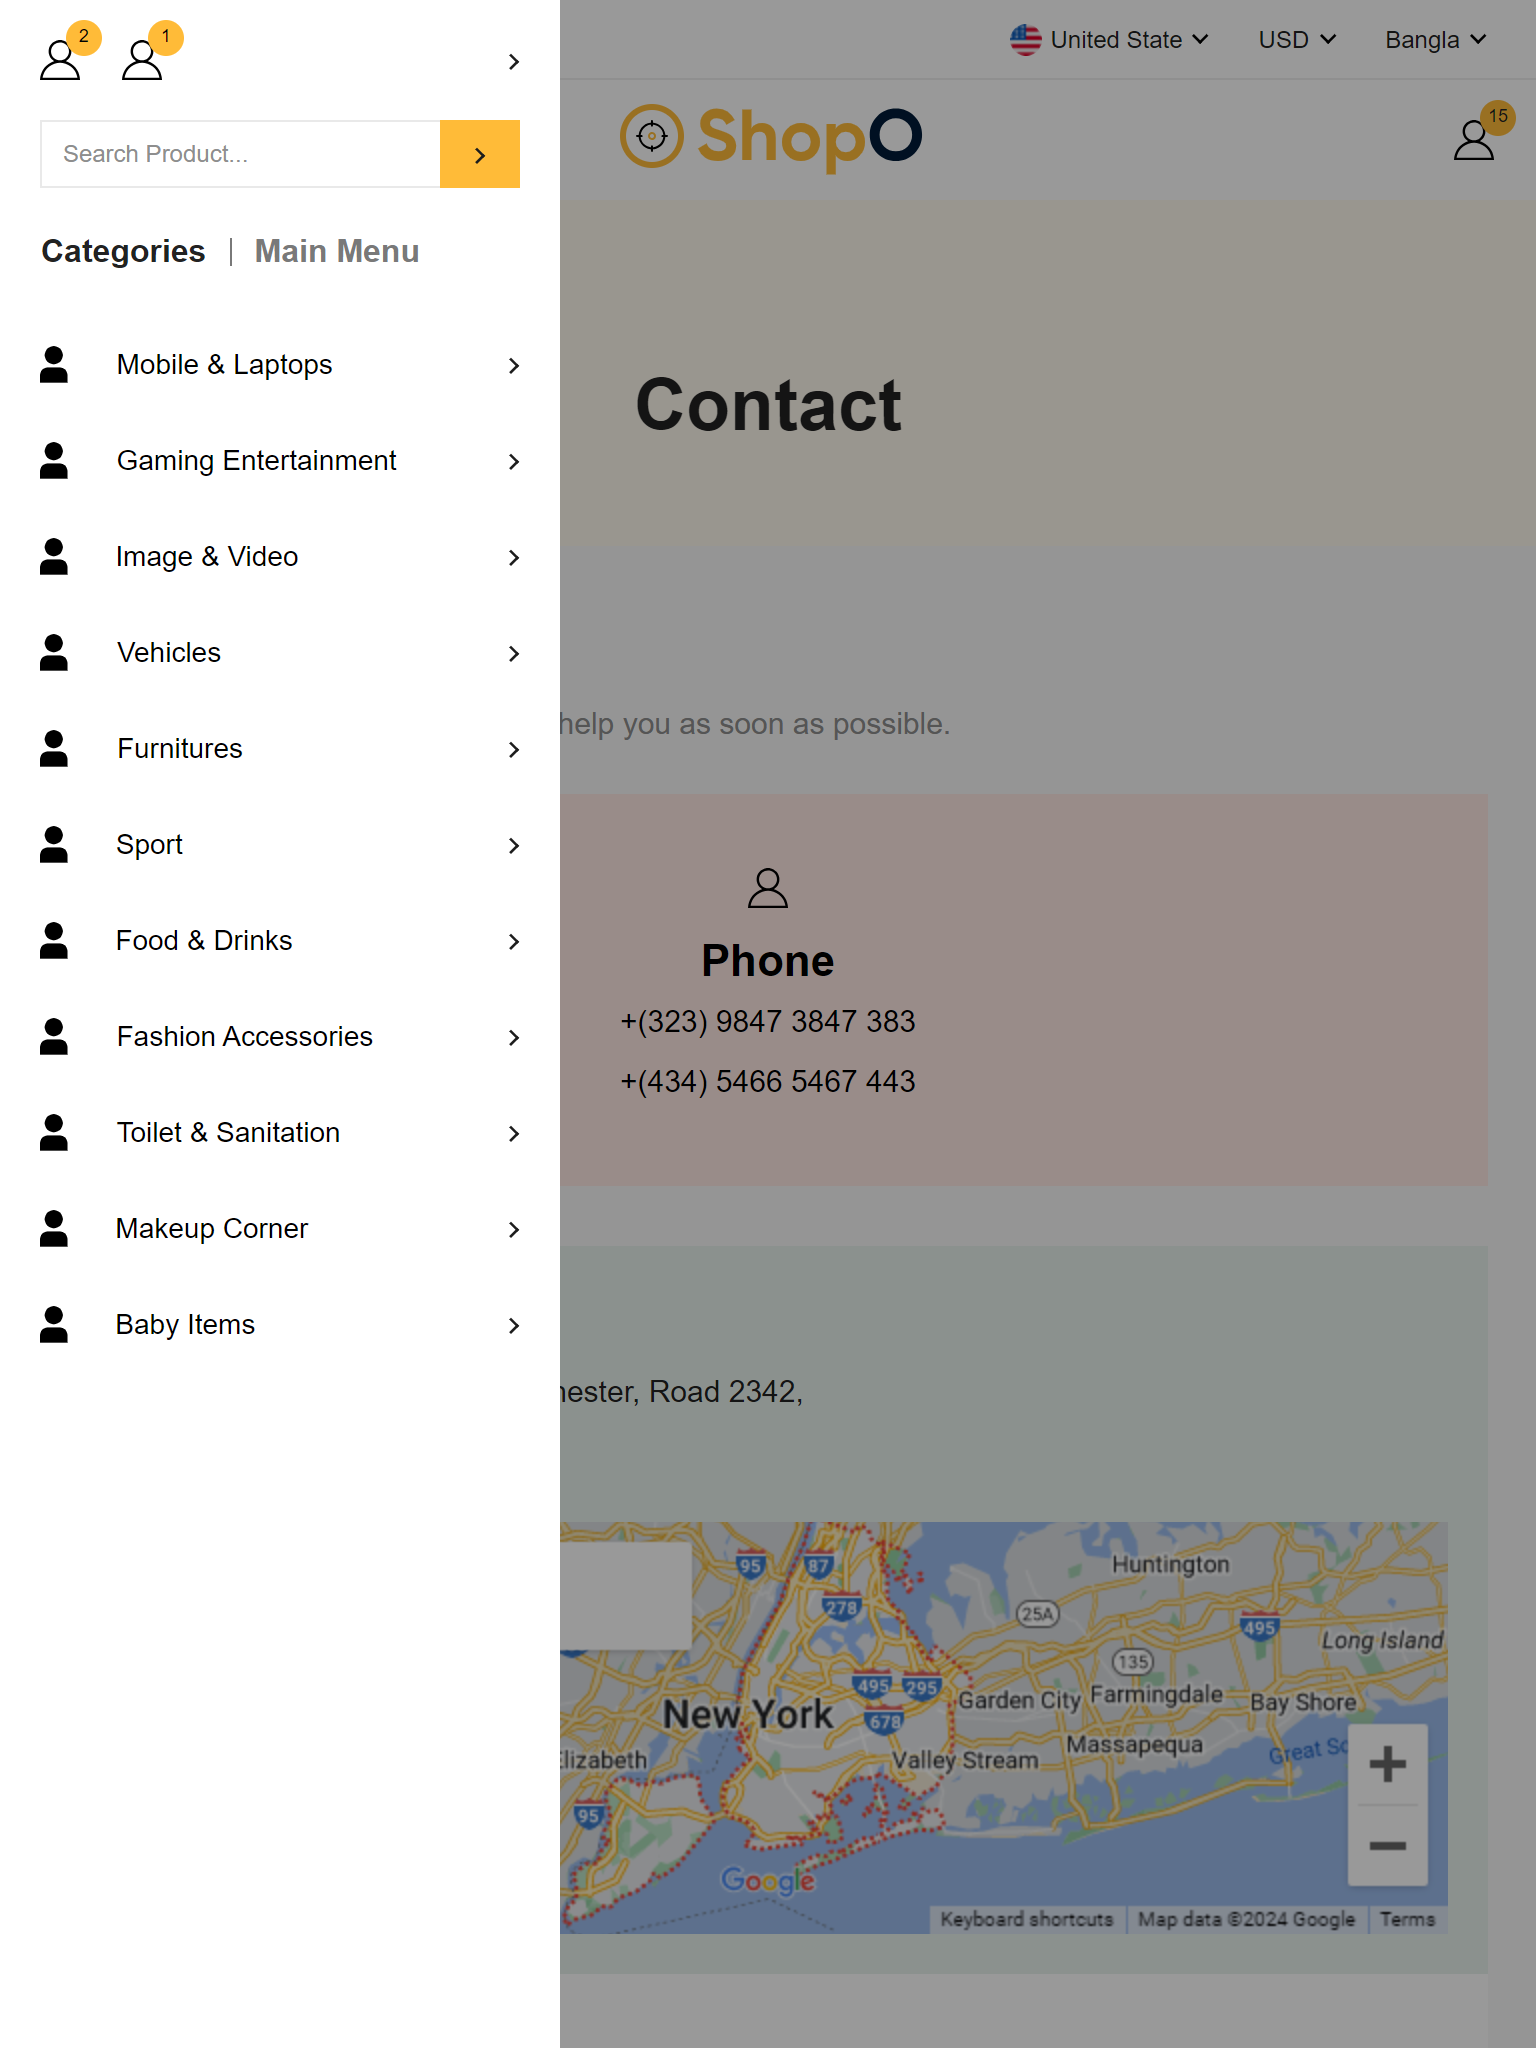 2
1
Search Product...
Categories
Main Menu
Mobile & Laptops
Gaming Entertainment
Image & Video
Vehicles
Furnitures
Sport
Food & Drinks
Fashion Accessories
Toilet & Sanitation
Makeup Corner
Baby Items
United State
USD
Bangla
ShopO
15
Contact
help you as soon as possible.
Phone
+(323) 9847 3847 383
+(434) 5466 5467 443
hester, Road 2342,
95
87
Huntington
278
25A
495
Long Island
135
495
295
Garden City
Farmingdale
Bay Shore
New York
678
Massapequa
Great So
Valley Stream
Elizabeth
95
Google
Keyboard shortcuts
Map data ©2024 Google
Terms